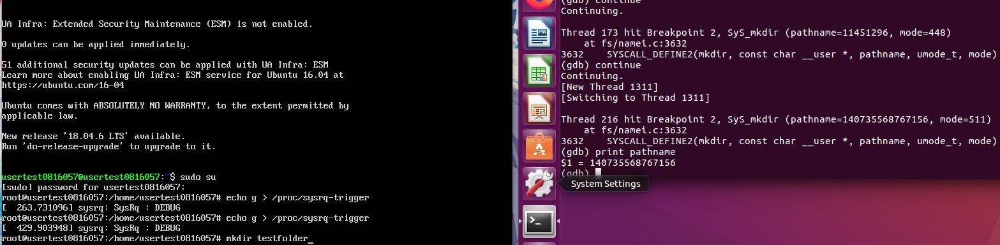 UA Infra: Extended Security Maintenance (ESM) is not enabled.
0 updates can be applied immediately.
51 additional security updates can be applied with UA Infra: ESM
Learn more about enabling UA Infra: ESM service for Ubuntu 16.04 at
https://ubuntu.com/16-04
Ubuntu comes with ABSOLUTELY NO WARRANTY, to the extent permitted by
applicable law.
New release '18.04.6 LTS' available.
Run 'do-release-upgrade' to upgrade to it.
usertest0816057@usertest0816057:~$ sudo su
[sudo] password for usertest0816057:
root@usertest0816057:/home/usertest0816057# echo g > /proc/sysrq-trigger
[  263.731096] sysrq: SysRq : DEBUG
root@usertest0816057:/home/usertest0816057# echo g > /proc/sysrq-trigger
[  429.903948] sysrq: SysRq : DEBUG
root@usertest0816057:/home/usertest0816057# mkdir testfolder_
(gdb) continue
Continuing.
Thread 173 hit Breakpoint 2, SyS_mkdir (pathname=11451296, mode=448)
    at fs/namei.c:3632
3632    SYSCALL_DEFINE2(mkdir, const char __user *, pathname, umode_t, mode)
(gdb) continue
Continuing.
[New Thread 1311]
[Switching to Thread 1311]
Thread 216 hit Breakpoint 2, SyS_mkdir (pathname=140735568767156, mode=511)
    at fs/namei.c:3632
3632    SYSCALL_DEFINE2(mkdir, const char __user *, pathname, umode_t, mode)
(gdb) print pathname
$1 = 140735568767156
(gdb)
System Settings